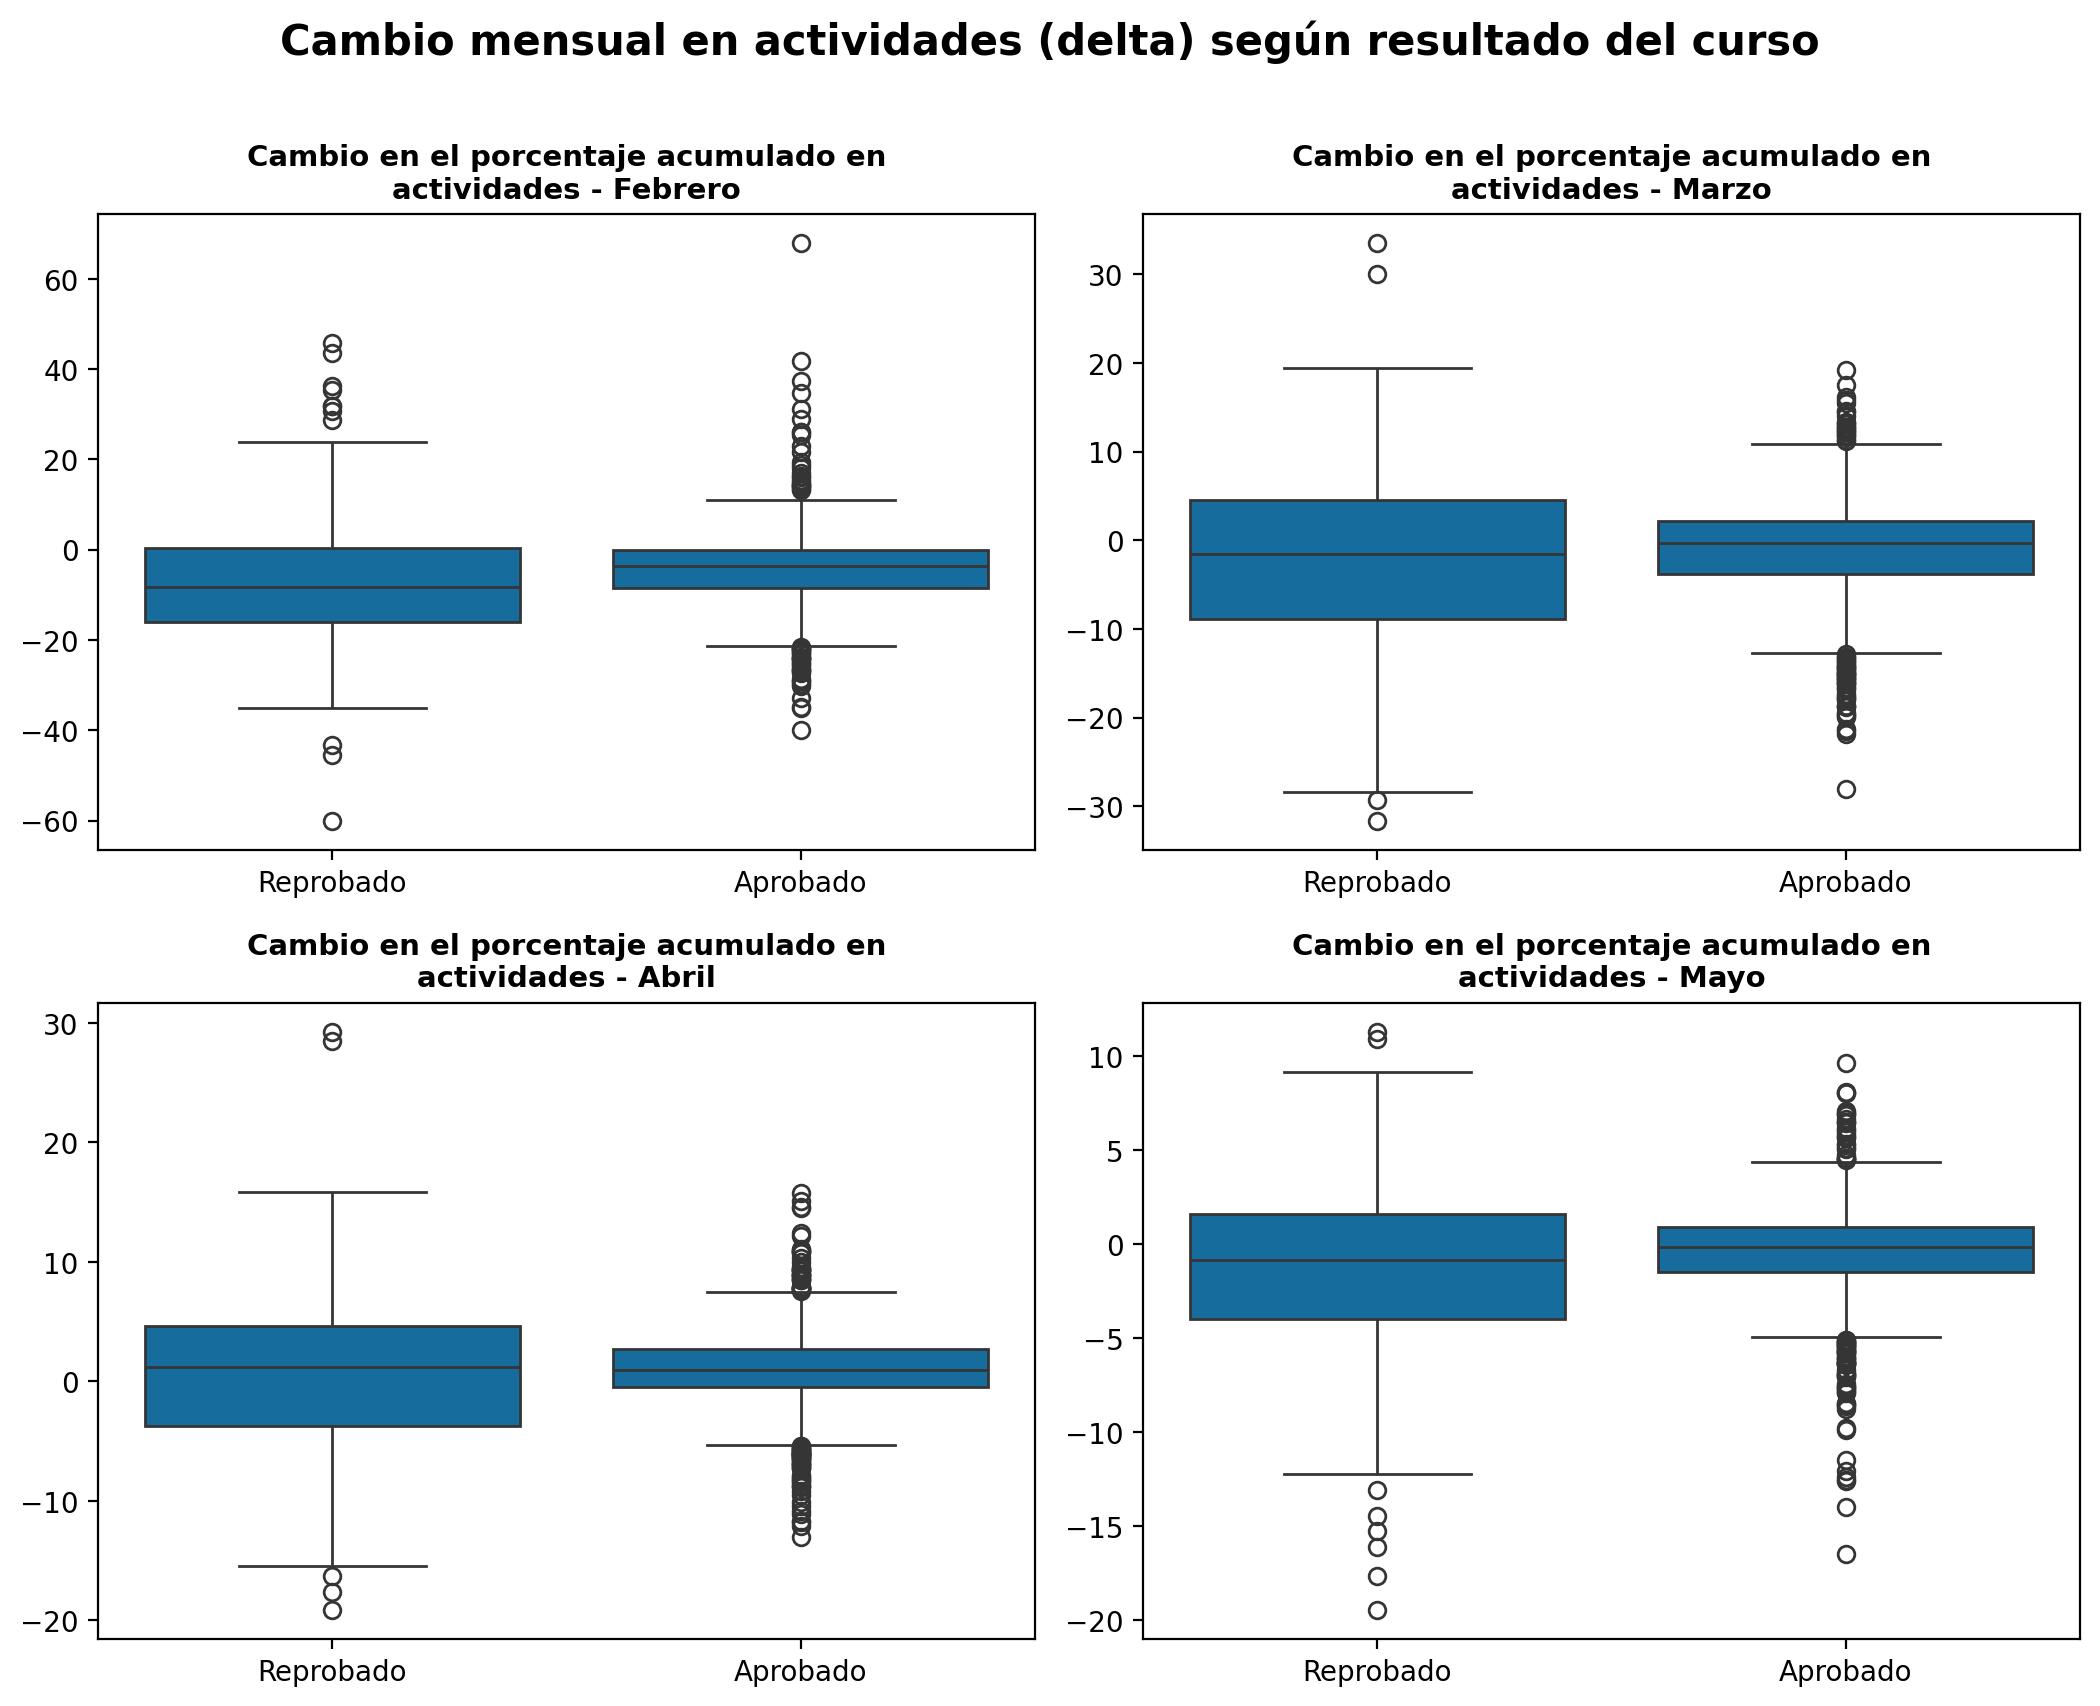 Cambio mensual en actividades (delta) según resultado del curso
Cambio en el porcentaje acumulado en
actividades - Febrero
60
40
20
0
−20
−40
−60
Reprobado
Aprobado
Cambio en el porcentaje acumulado en
actividades - Marzo
30
20
10
0
−10
−20
−30
Reprobado
Aprobado
Cambio en el porcentaje acumulado en
actividades - Abril
30
20
10
0
−10
−20
Reprobado
Aprobado
Cambio en el porcentaje acumulado en
actividades - Mayo
10
5
0
−5
−10
−15
−20
Reprobado
Aprobado